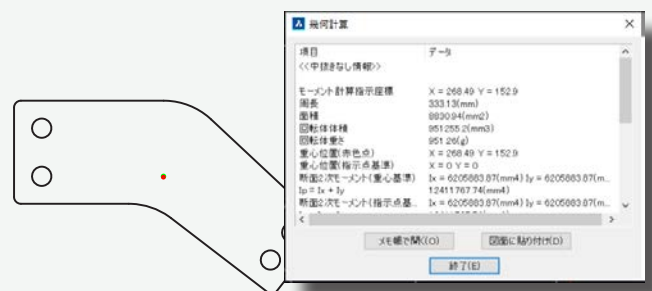 幾何計算
項目 データ
<<中抜きなし情報>>
モーメント計算指示座標 X = 268.49 Y = 152.9
周長 333.13(mm)
面積 8830.94(mm2)
回転体体積 951255.2(mm3)
回転体重さ 951.26(g)
重心位置(赤色点) X = 268.49 Y = 152.9
重心位置(指示点基準) X = 0 Y = 0
断面2次モーメント(重心基準) Ix = 6205883.87(mm4) Iy = 6205883.87(m...
Ip = Ix + Iy 12411767.74(mm4)
断面2次モーメント(指示点基... Ix = 6205883.87(mm4) Iy = 6205883.87(m...
メモ帳で開く(O) 図面に貼り付け(D)
終了(E)